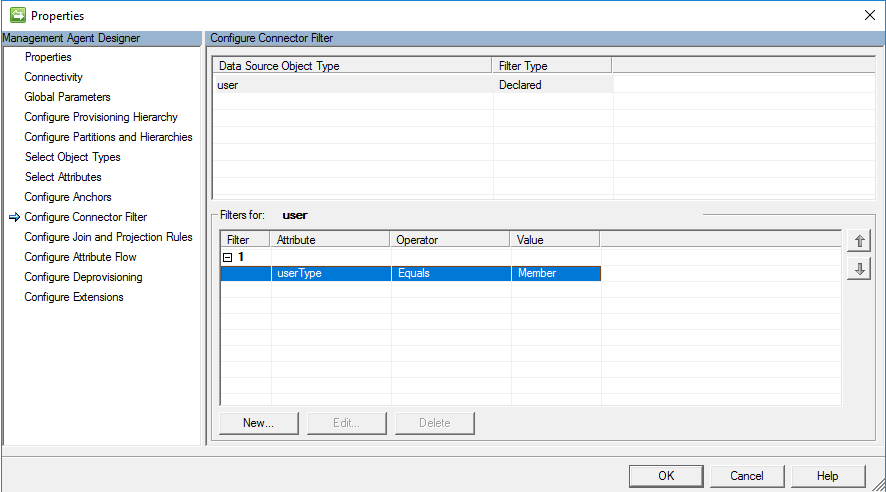 Properties
Management Agent Designer
Properties
Connectivity
Global Parameters
Configure Provisioning Hierarchy
Configure Partitions and Hierarchies
Select Object Types
Select Attributes
Configure Anchors
Configure Connector Filter
Configure Join and Projection Rules
Configure Attribute Flow
Configure Deprovisioning
Configure Extensions
Configure Connector Filter
Data Source Object Type Filter Type
user Declared
Filters for: user
Filter Attribute Operator Value
1
userType Equals Member
New... Edit... Delete
OK Cancel Help